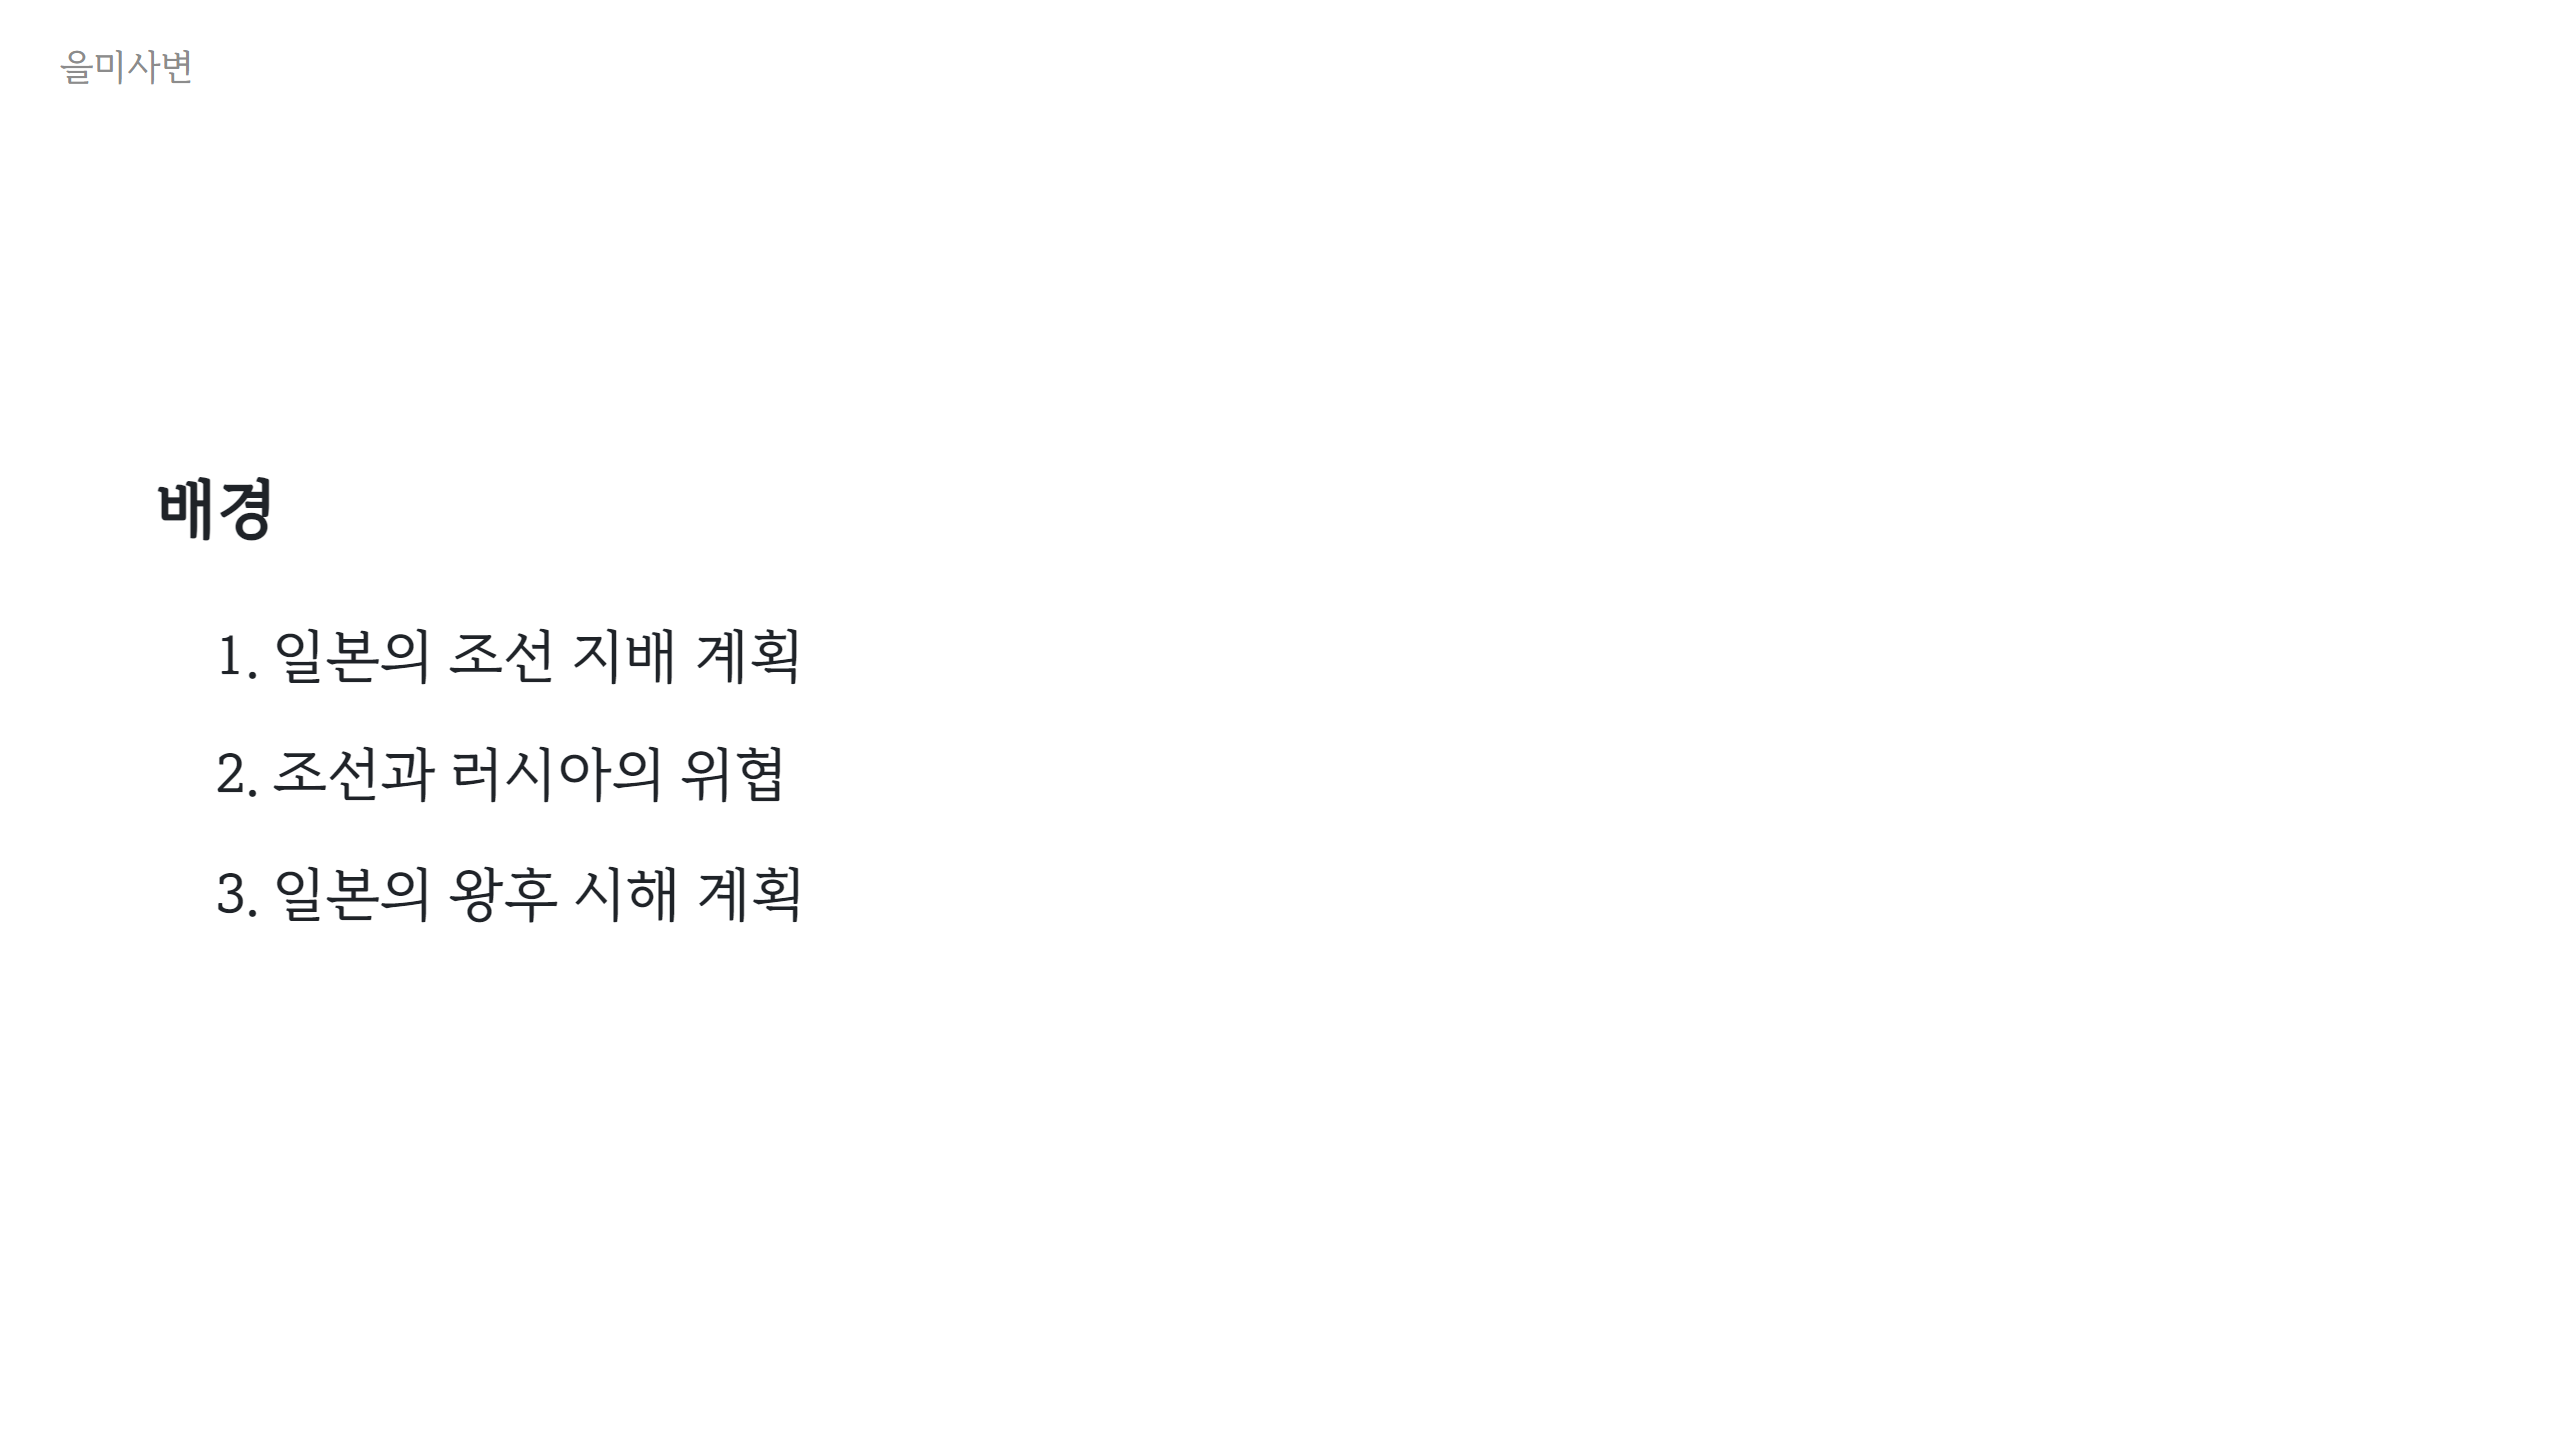 을미사변
배경
1. 일본의 조선 지배 계획
2. 조선과 러시아의 위협
3. 일본의 왕후 시해 계획